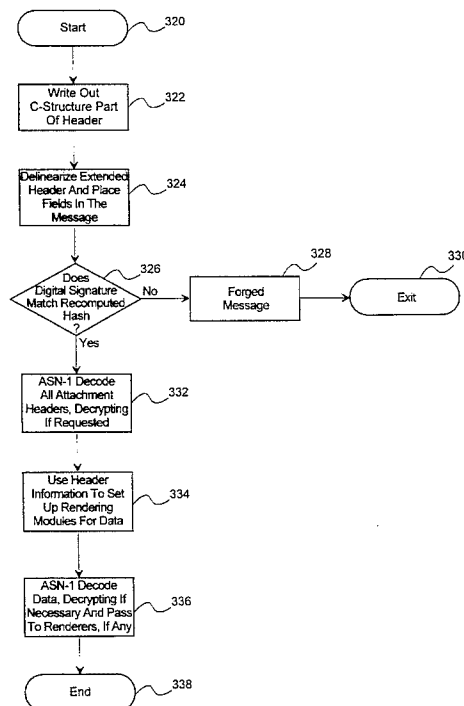 Start
320
Write Out
C-Structure Part
Of Header
322
Delinearize Extended
Header And Place
Fields In The
Message
324
Does
Digital Signature
Match Recomputed
Hash
?
326
No
Yes
Forged
Message
328
Exit
330
ASN-1 Decode
All Attachment
Headers, Decrypting
If Requested
332
Use Header
Information To Set
Up Rendering
Modules For Data
334
ASN-1 Decode
Data, Decrypting If
Necessary And Pass
To Renderers, If Any
336
End
338